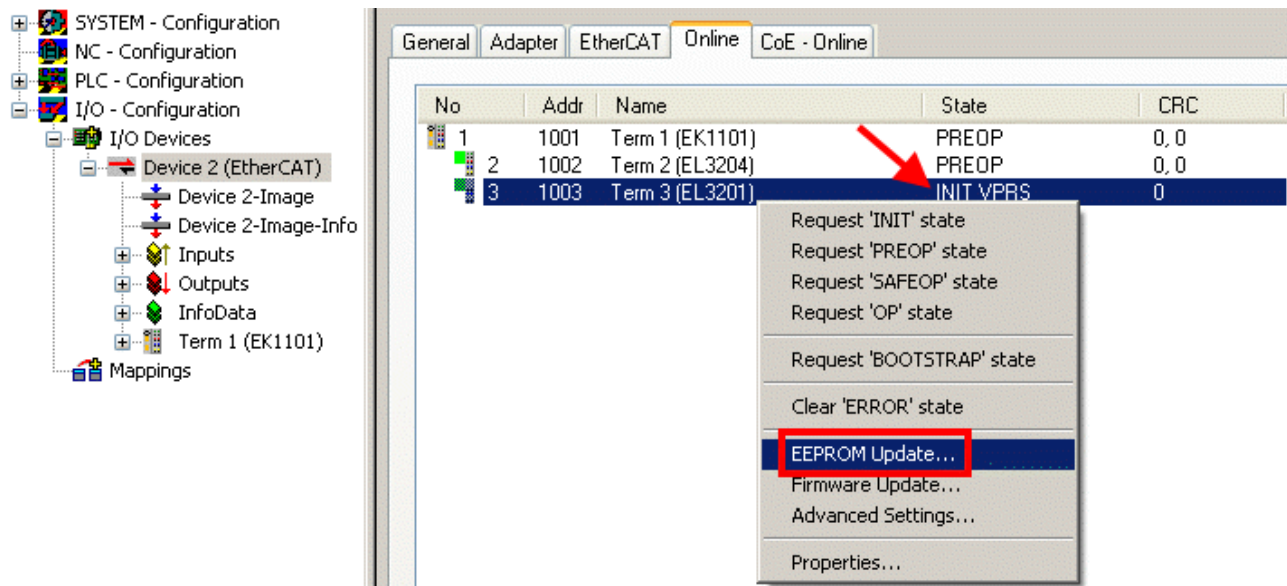 SYSTEM - Configuration
NC - Configuration
PLC - Configuration
I/O - Configuration
I/O Devices
Device 2 (EtherCAT)
Device 2-Image
Device 2-Image-Info
Inputs
Outputs
InfoData
Term 1 (EK1101)
Mappings
General Adapter EtherCAT Online CoE - Online
No Addr Name State CRC
1 1001 Term 1 (EK1101) PREOP 0, 0
2 1002 Term 2 (EL3204) PREOP 0, 0
3 1003 Term 3 (EL3201) INIT VPRS 0
Request 'INIT' state
Request 'PREOP' state
Request 'SAFEOP' state
Request 'OP' state
Request 'BOOTSTRAP' state
Clear 'ERROR' state
EEPROM Update...
Firmware Update...
Advanced Settings...
Properties...